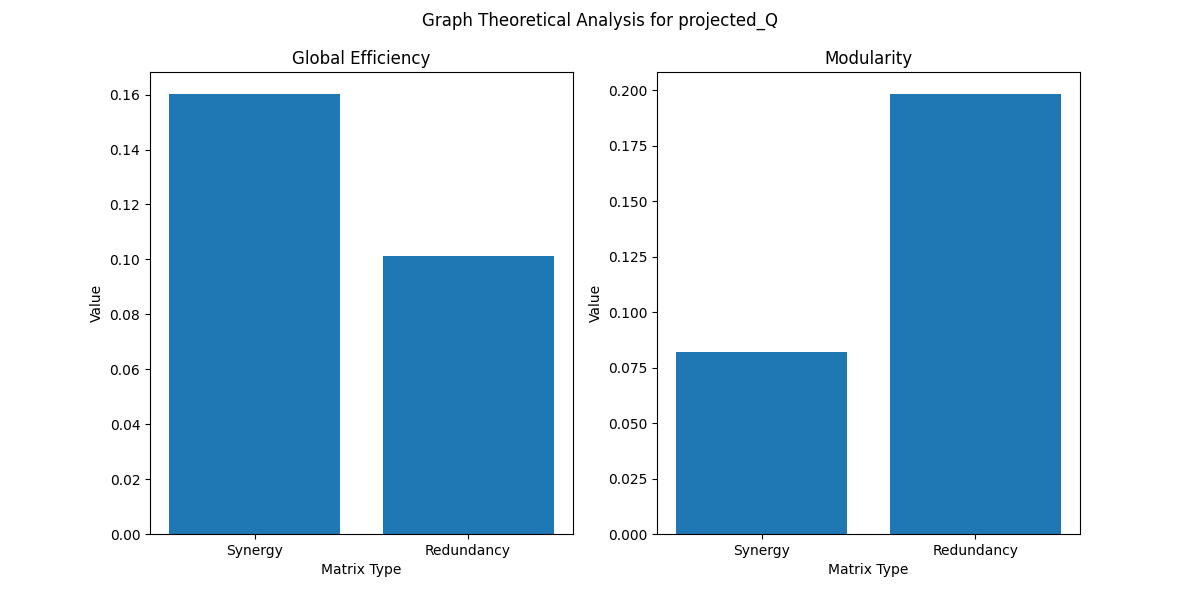 Graph Theoretical Analysis for projected_Q
Global Efficiency
0.16
0.14
0.12
0.10
0.08
0.06
0.04
0.02
0.00
Value
Synergy
Redundancy
Matrix Type
Modularity
0.200
0.175
0.150
0.125
0.100
0.075
0.050
0.025
0.000
Value
Synergy
Redundancy
Matrix Type